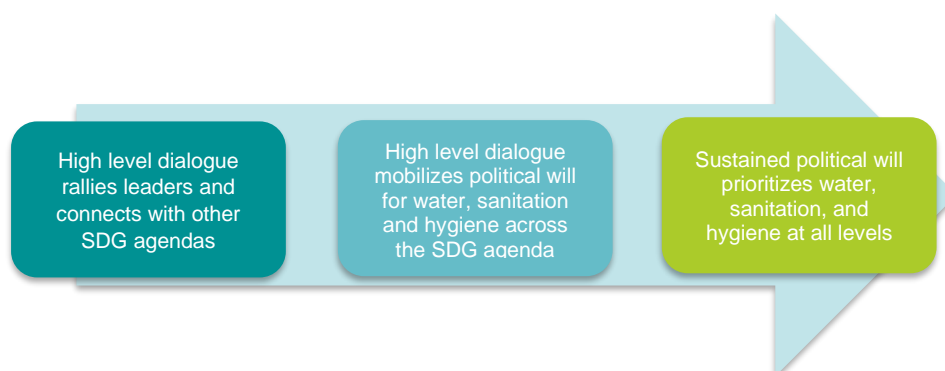 High level dialogue
rallies leaders and
connects with other
SDG agendas
High level dialogue
mobilizes political will
for water, sanitation
and hygiene across
the SDG agenda
Sustained political will
prioritizes water,
sanitation, and
hygiene at all levels